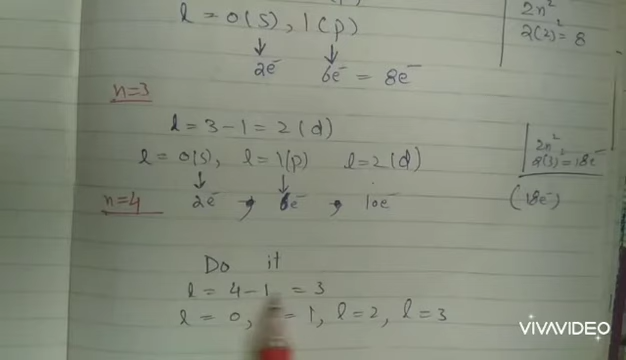 l = 0(s), 1(p)
2e⁻ 6e⁻ = 8e⁻
2n²
2(2)² = 8
n=3
l = 3-1 = 2(d)
l = 0(s), l = 1(p) l = 2(d)
2n²
2(3)² = 18e⁻
n=4 2e⁻, 6e⁻, 10e⁻ (18e⁻)
Do it
l = 4-1 = 3
l = 0, = 1, l = 2, l = 3
VIVAVIDEO